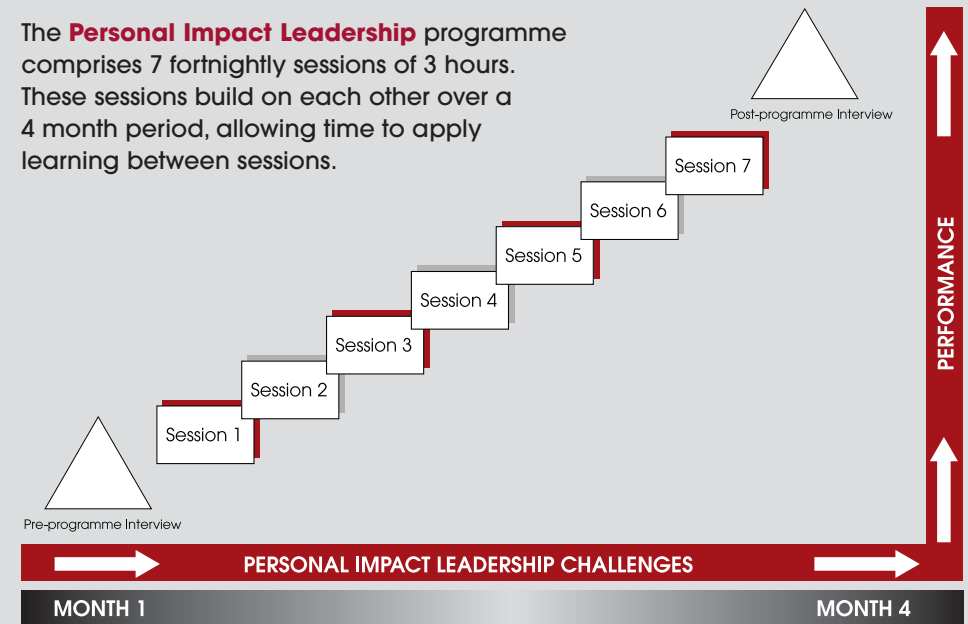 The Personal Impact Leadership programme
comprises 7 fortnightly sessions of 3 hours.
These sessions build on each other over a
4 month period, allowing time to apply
learning between sessions.
Post-programme Interview
Session 7
Session 6
Session 5
Session 4
Session 3
Session 2
Session 1
Pre-programme Interview
PERFORMANCE
PERSONAL IMPACT LEADERSHIP CHALLENGES
MONTH 1
MONTH 4